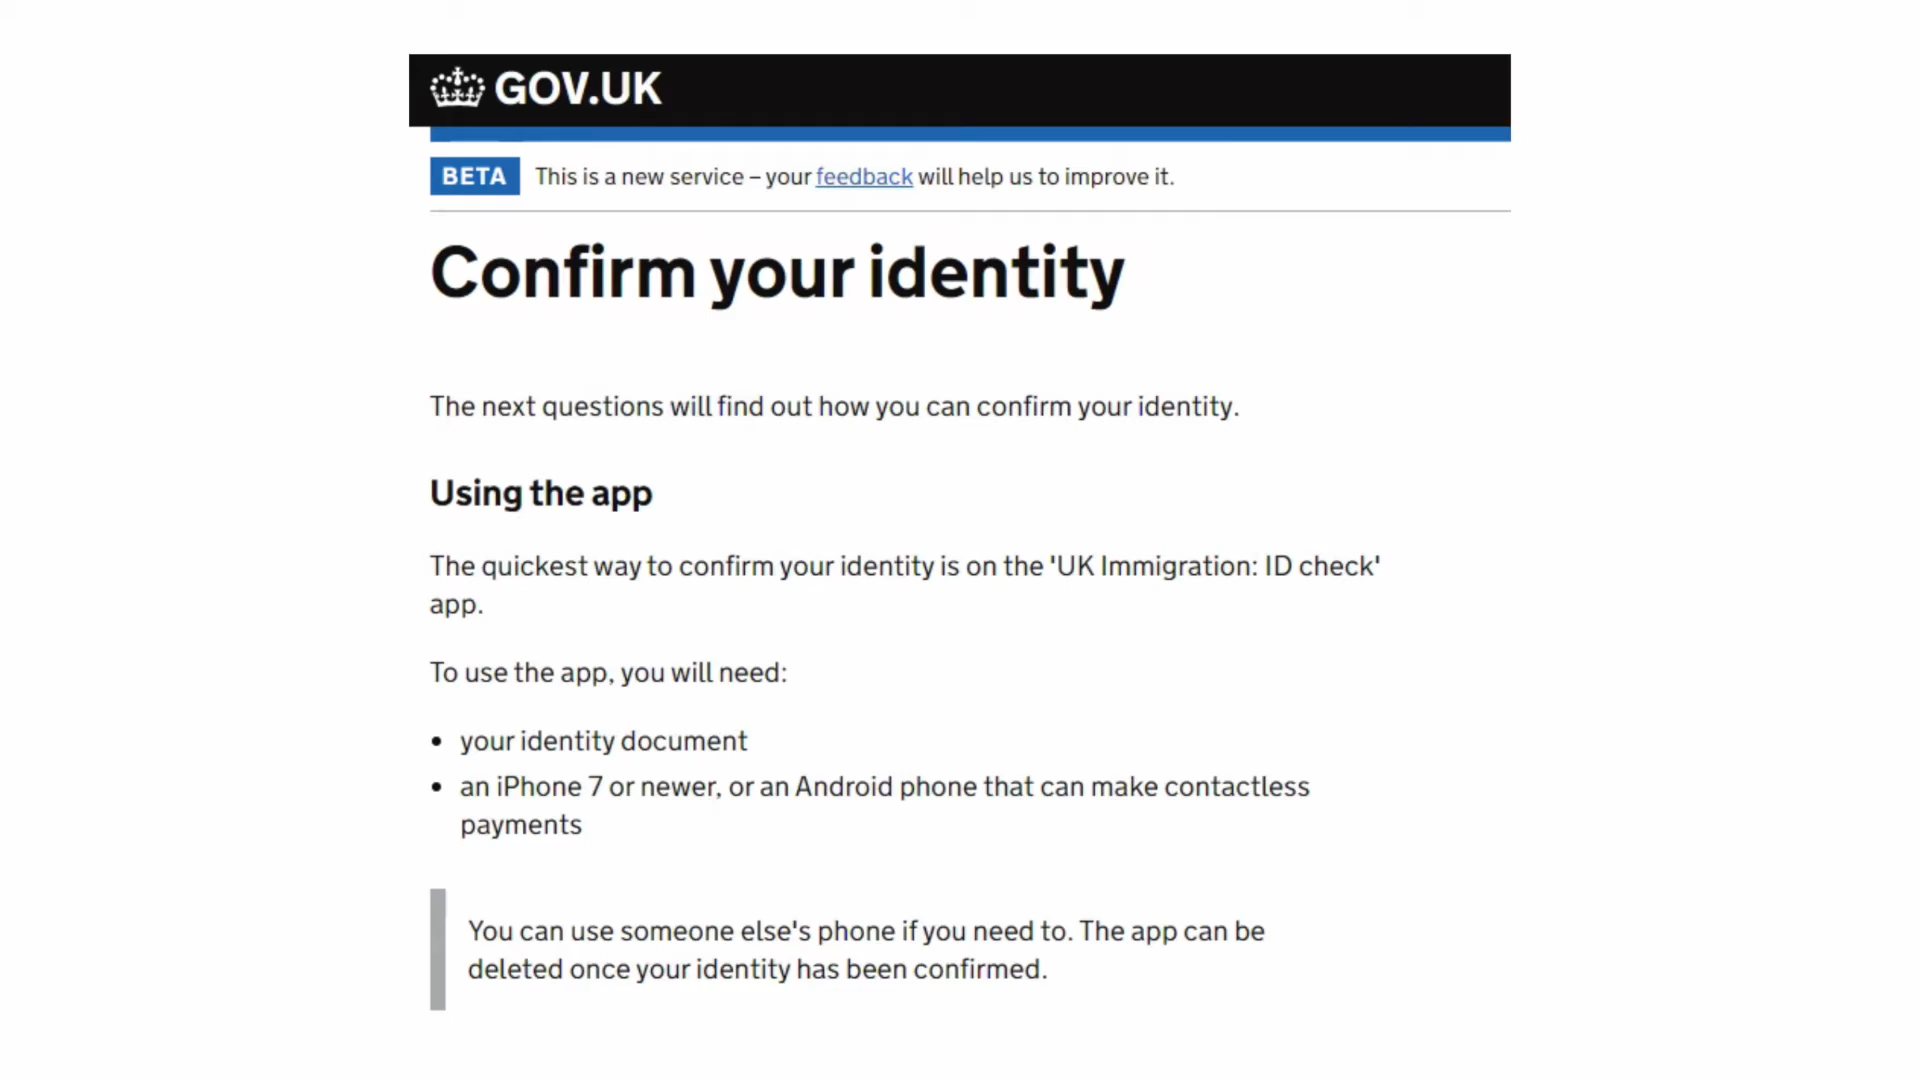 GOV.UK
BETA This is a new service – your feedback will help us to improve it.
Confirm your identity
The next questions will find out how you can confirm your identity.
Using the app
The quickest way to confirm your identity is on the 'UK Immigration: ID check'
app.
To use the app, you will need:
• your identity document
• an iPhone 7 or newer, or an Android phone that can make contactless
payments
You can use someone else's phone if you need to. The app can be
deleted once your identity has been confirmed.